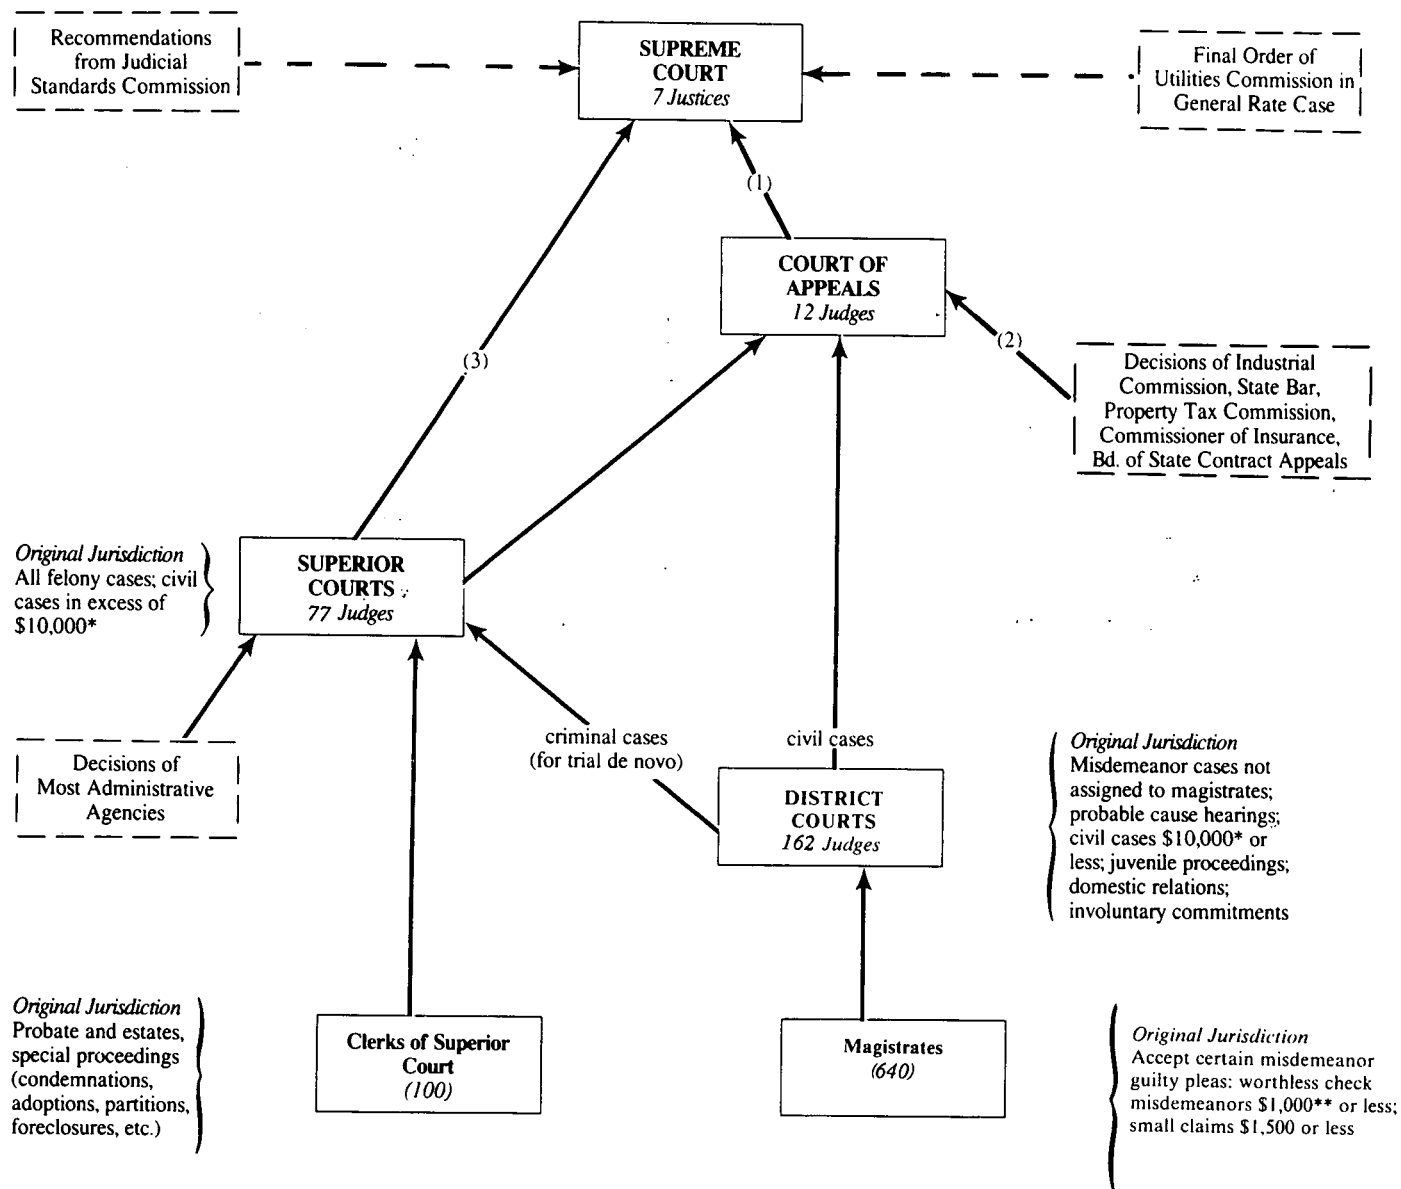 Recommendations
from Judicial
Standards Commission
SUPREME
COURT
7 Justices
Final Order of
Utilities Commission in
General Rate Case
(1)
COURT OF
APPEALS
12 Judges
(2)
(3)
Decisions of Industrial
Commission, State Bar,
Property Tax Commission,
Commissioner of Insurance,
Bd. of State Contract Appeals
Original Jurisdiction
All felony cases; civil
cases in excess of
$10,000*
SUPERIOR
COURTS
77 Judges
Decisions of
Most Administrative
Agencies
criminal cases
(for trial de novo)
civil cases
DISTRICT
COURTS
162 Judges
Original Jurisdiction
Misdemeanor cases not
assigned to magistrates;
probable cause hearings;
civil cases $10,000* or
less; juvenile proceedings;
domestic relations;
involuntary commitments
Original Jurisdiction
Probate and estates,
special proceedings
(condemnations,
adoptions, partitions,
foreclosures, etc.)
Clerks of Superior
Court
(100)
Magistrates
(640)
Original Jurisdiction
Accept certain misdemeanor
guilty pleas: worthless check
misdemeanors $1,000** or less;
small claims $1,500 or less